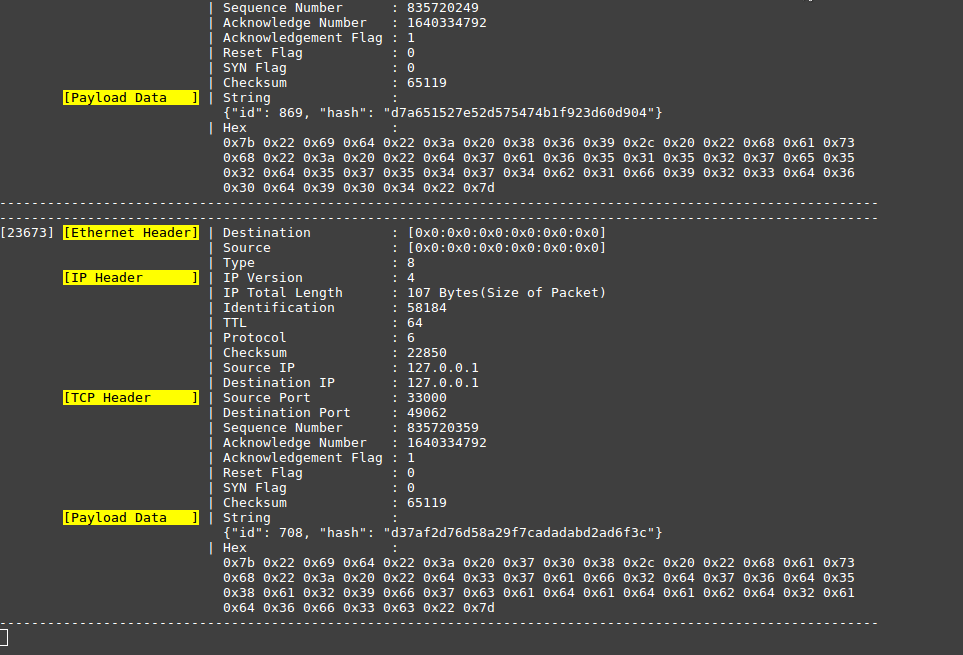 | Sequence Number : 835720249
| Acknowledge Number : 1640334792
| Acknowledgement Flag : 1
| Reset Flag : 0
| SYN Flag : 0
| Checksum : 65119
[Payload Data ] | String :
{"id": 869, "hash": "d7a651527e52d575474b1f923d60d904"}
| Hex :
0x7b 0x22 0x69 0x64 0x22 0x3a 0x20 0x38 0x36 0x39 0x2c 0x20 0x22 0x68 0x61 0x73
0x68 0x22 0x3a 0x20 0x22 0x64 0x37 0x61 0x36 0x35 0x31 0x35 0x32 0x37 0x65 0x35
0x32 0x64 0x35 0x37 0x35 0x34 0x37 0x34 0x62 0x31 0x66 0x39 0x32 0x33 0x64 0x36
0x30 0x64 0x39 0x30 0x34 0x22 0x7d
--------------------------------------------------------------------------------------------------------------
--------------------------------------------------------------------------------------------------------------
[23673] [Ethernet Header] | Destination : [0x0:0x0:0x0:0x0:0x0:0x0]
| Source : [0x0:0x0:0x0:0x0:0x0:0x0]
| Type : 8
[IP Header ] | IP Version : 4
| IP Total Length : 107 Bytes(Size of Packet)
| Identification : 58184
| TTL : 64
| Protocol : 6
| Checksum : 22850
| Source IP : 127.0.0.1
| Destination IP : 127.0.0.1
[TCP Header ] | Source Port : 33000
| Destination Port : 49062
| Sequence Number : 835720359
| Acknowledge Number : 1640334792
| Acknowledgement Flag : 1
| Reset Flag : 0
| SYN Flag : 0
| Checksum : 65119
[Payload Data ] | String :
{"id": 708, "hash": "d37af2d76d58a29f7cadadabd2ad6f3c"}
| Hex :
0x7b 0x22 0x69 0x64 0x22 0x3a 0x20 0x37 0x30 0x38 0x2c 0x20 0x22 0x68 0x61 0x73
0x68 0x22 0x3a 0x20 0x22 0x64 0x33 0x37 0x61 0x66 0x32 0x64 0x37 0x36 0x64 0x35
0x38 0x61 0x32 0x39 0x66 0x37 0x63 0x61 0x64 0x61 0x64 0x61 0x62 0x64 0x32 0x61
0x64 0x36 0x66 0x33 0x63 0x22 0x7d
--------------------------------------------------------------------------------------------------------------